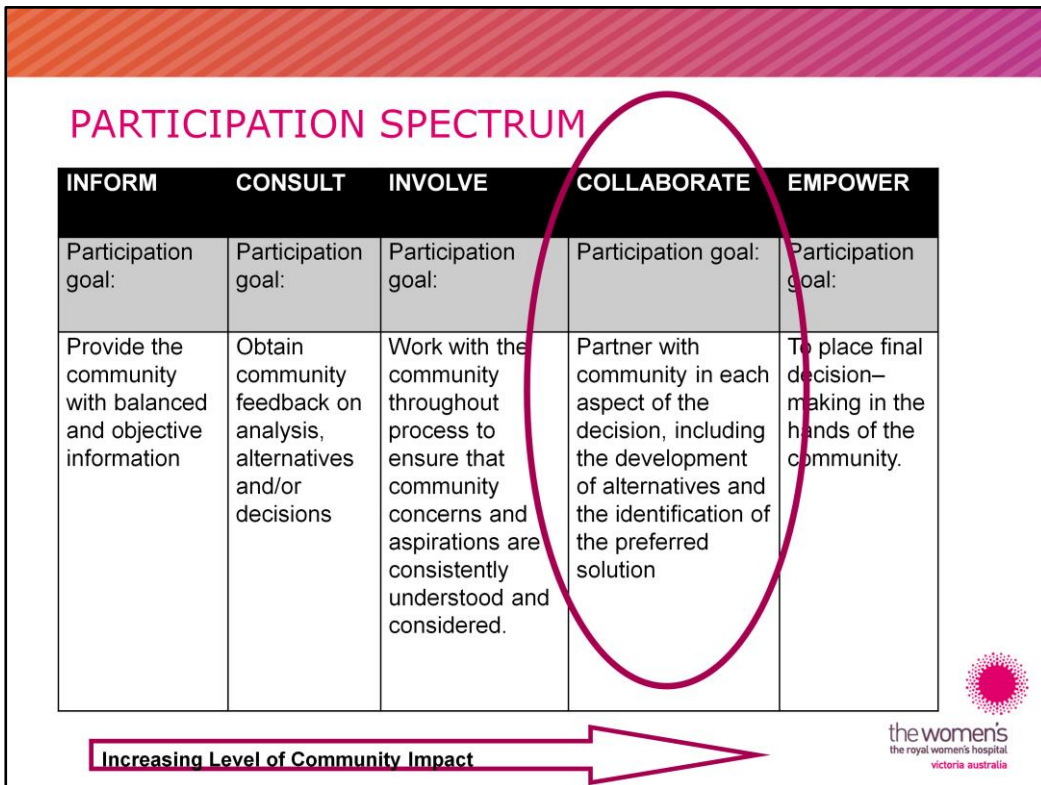 PARTICIPATION SPECTRUM
INFORM
CONSULT
INVOLVE
COLLABORATE
EMPOWER
Participation
goal:
Participation
goal:
Participation
goal:
Participation goal:
Participation
goal:
Provide the
community
with balanced
and objective
information
Obtain
community
feedback on
analysis,
alternatives
and/or
decisions
Work with the
community
throughout
process to
ensure that
community
concerns and
aspirations are
consistently
understood and
considered.
Partner with
community in each
aspect of the
decision, including
the development
of alternatives and
the identification of
the preferred
solution
To place final
decision–
making in the
hands of the
community.
Increasing Level of Community Impact
the women's
the royal women's hospital
victoria australia